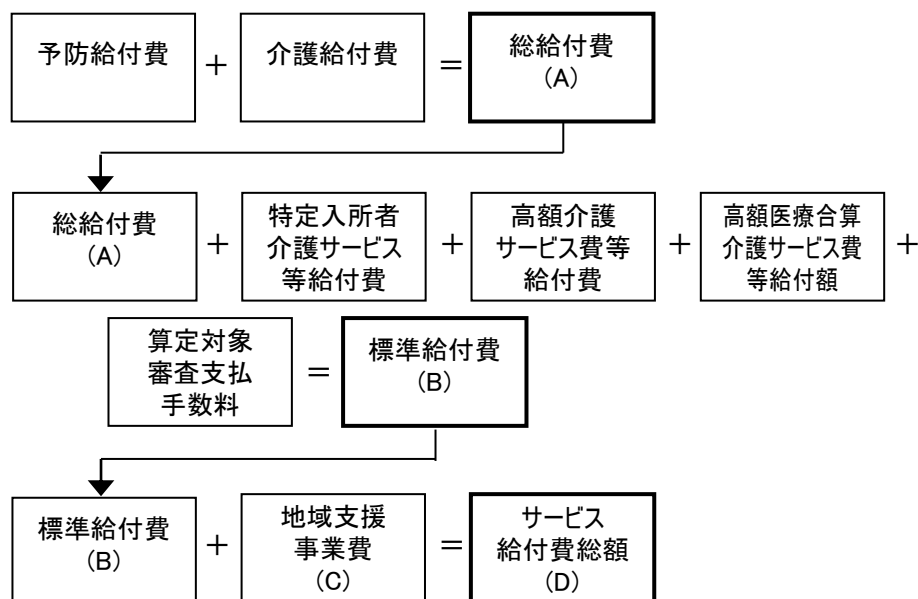 予防給付費 + 介護給付費 = 総給付費
(A)
総給付費
(A)
+
特定入所者
介護サービス
等給付費
+
高額介護
サービス費等
給付費
+
高額医療合算
介護サービス費
等給付額
+
算定対象
審査支払
手数料
=
標準給付費
(B)
標準給付費
(B)
+
地域支援
事業費
(C)
=
サービス
給付費総額
(D)